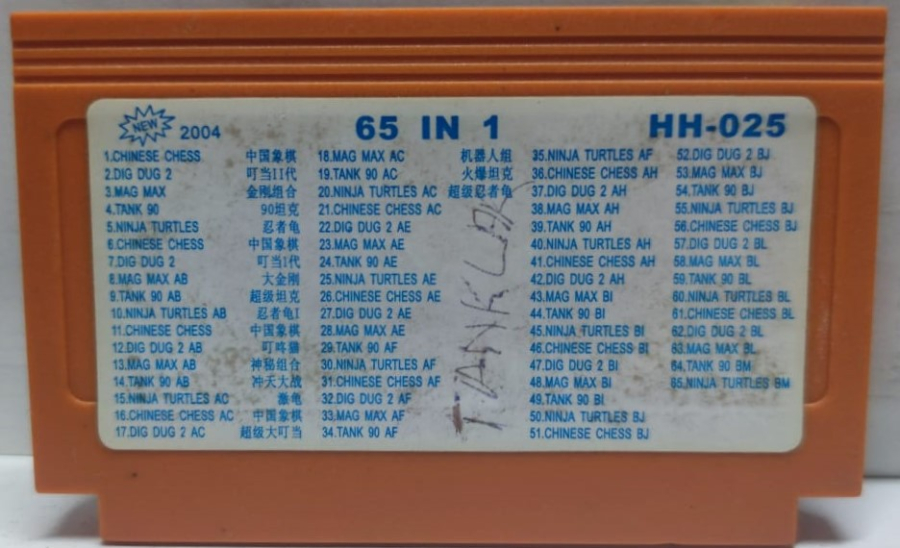 NEW 2004 65 IN 1 HH-025
1.CHINESE CHESS 中国象棋
2.DIG DUG 2 叮当II代
3.MAG MAX 金刚组合
4.TANK 90 90坦克
5.NINJA TURTLES 忍者龟
6.CHINESE CHESS 中国象棋
7.DIG DUG 2 叮当I代
8.MAG MAX AB 大金刚
9.TANK 90 AB 超级坦克
10.NINJA TURTLES AB 忍者龟I
11.CHINESE CHESS 中国象棋
12.DIG DUG 2 AB 叮咚猫
13.MAG MAX AB 神秘组合
14.TANK 90 AB 冲天大战
15.NINJA TURTLES AC 激龟
16.CHINESE CHESS AC 中国象棋
17.DIG DUG 2 AC 超级大叮当
18.MAG MAX AC 机器人组
19.TANK 90 AC 火爆坦克
20.NINJA TURTLES AC 超级忍者龟
21.CHINESE CHESS AC
22.DIG DUG 2 AE
23.MAG MAX AE
24.TANK 90 AE
25.NINJA TURTLES AE
26.CHINESE CHESS AE
27.DIG DUG 2 AE
28.MAG MAX AE
29.TANK 90 AF
30.NINJA TURTLES AF
31.CHINESE CHESS AF
32.DIG DUG 2 AF
33.MAG MAX AF
34.TANK 90 AF
35.NINJA TURTLES AF
36.CHINESE CHESS AH
37.DIG DUG 2 AH
38.MAG MAX AH
39.TANK 90 AH
40.NINJA TURTLES AH
41.CHINESE CHESS AH
42.DIG DUG 2 AH
43.MAG MAX BI
44.TANK 90 BI
45.NINJA TURTLES BI
46.CHINESE CHESS BI
47.DIG DUG 2 BI
48.MAG MAX BI
49.TANK 90 BI
50.NINJA TURTLES BJ
51.CHINESE CHESS BJ
52.DIG DUG 2 BJ
53.MAG MAX BJ
54.TANK 90 BJ
55.NINJA TURTLES BJ
56.CHINESE CHESS BJ
57.DIG DUG 2 BL
58.MAG MAX BL
59.TANK 90 BL
60.NINJA TURTLES BL
61.CHINESE CHESS BL
62.DIG DUG 2 BL
63.MAG MAX BL
64.TANK 90 BM
65.NINJA TURTLES BM
TANKLAR